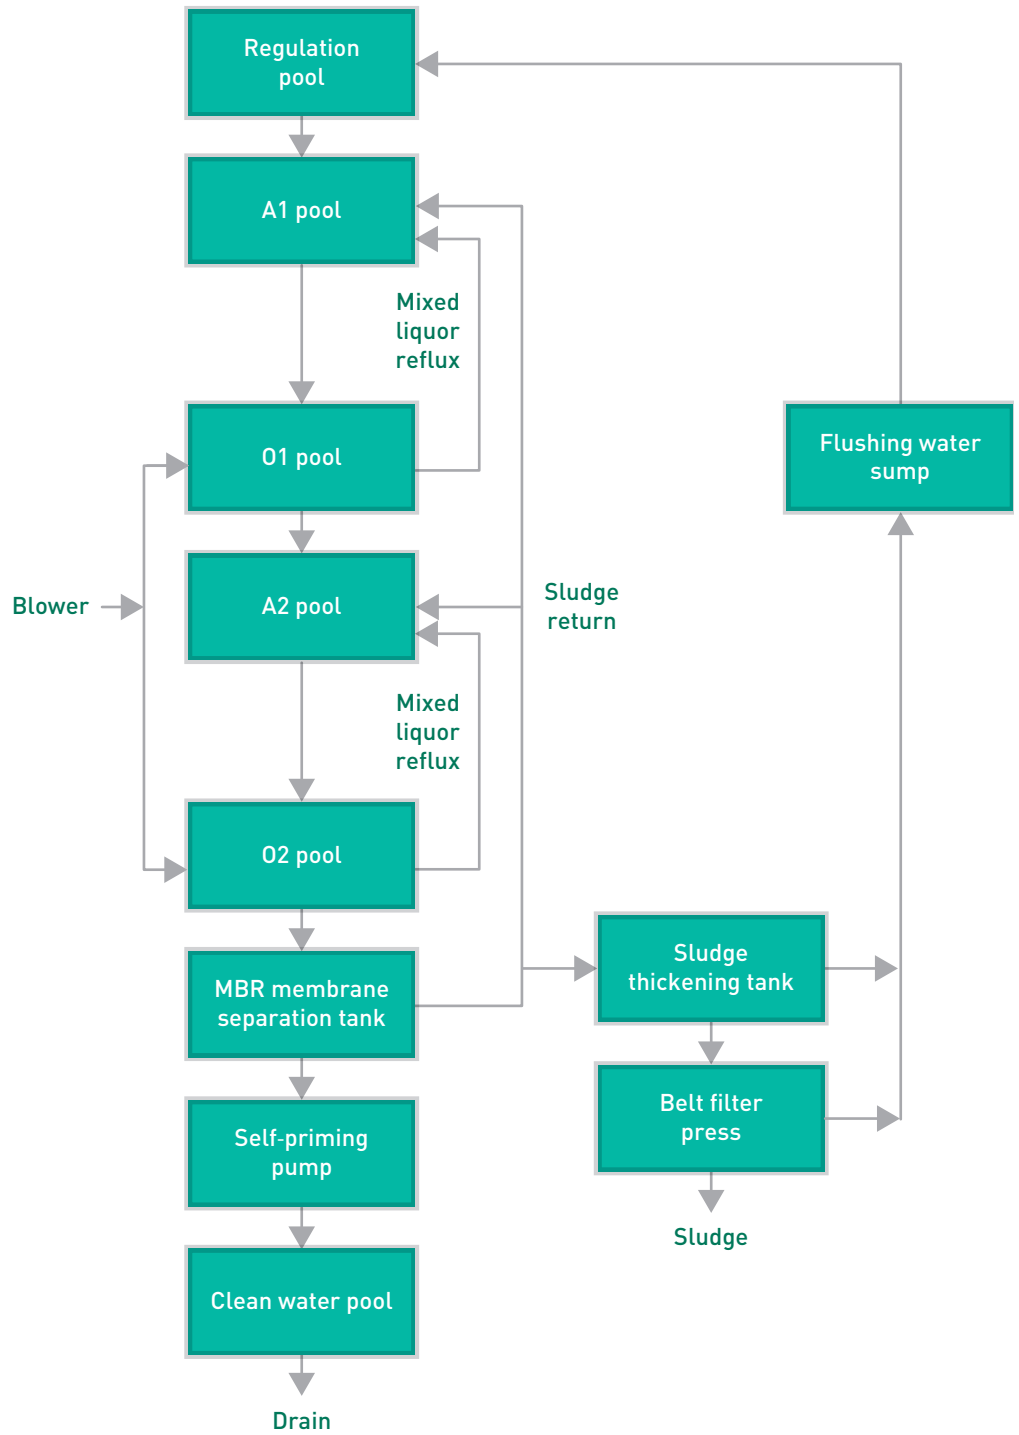 Regulation
pool
A1 pool
Mixed
liquor
reflux
O1 pool
Flushing water
sump
Blower
A2 pool
Sludge
return
Mixed
liquor
reflux
O2 pool
Sludge
thickening tank
MBR membrane
separation tank
Belt filter
press
Self-priming
pump
Sludge
Clean water pool
Drain